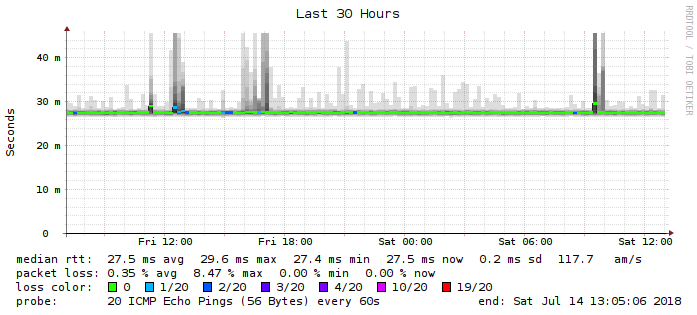 Last 30 Hours
RRDTOOL / TOBI OETIKER
Seconds
40 m
30 m
20 m
10 m
0
Fri 12:00 Fri 18:00 Sat 00:00 Sat 06:00 Sat 12:00
median rtt: 27.5 ms avg 29.6 ms max 27.4 ms min 27.5 ms now 0.2 ms sd 117.7 am/s
packet loss: 0.35 % avg 8.47 % max 0.00 % min 0.00 % now
loss color: 0 1/20 2/20 3/20 4/20 10/20 19/20
probe: 20 ICMP Echo Pings (56 Bytes) every 60s end: Sat Jul 14 13:05:06 2018